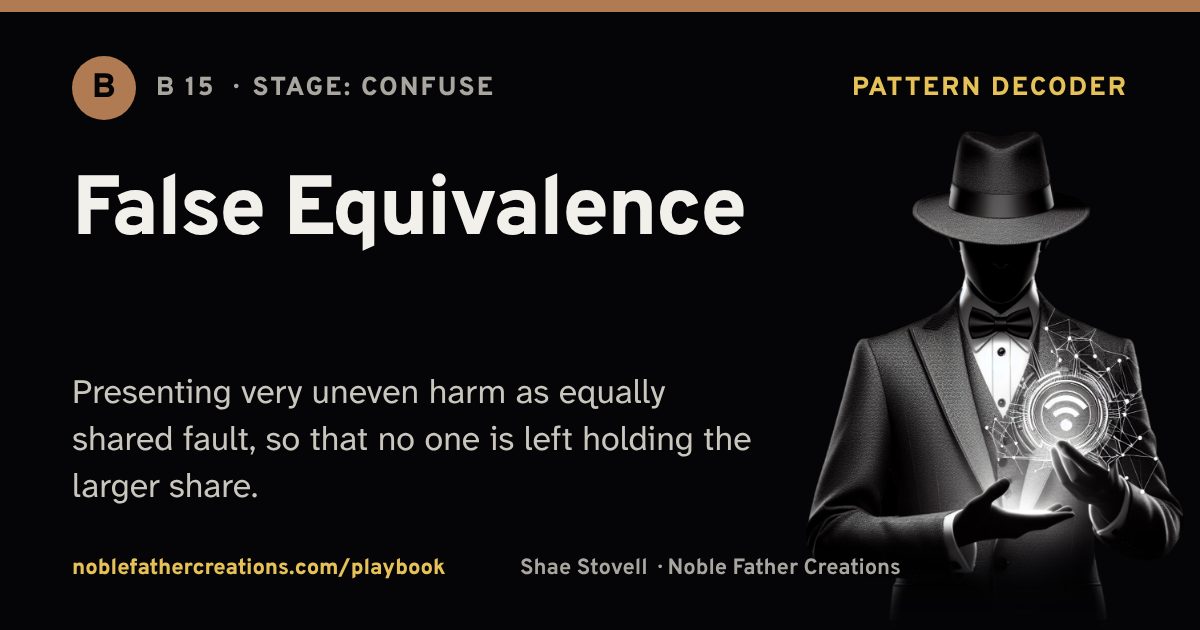 B
B 15 · STAGE: CONFUSE
PATTERN DECODER
False Equivalence
Presenting very uneven harm as equally
shared fault, so that no one is left holding the
larger share.
noblefathercreations.com/playbook
Shae Stovell · Noble Father Creations